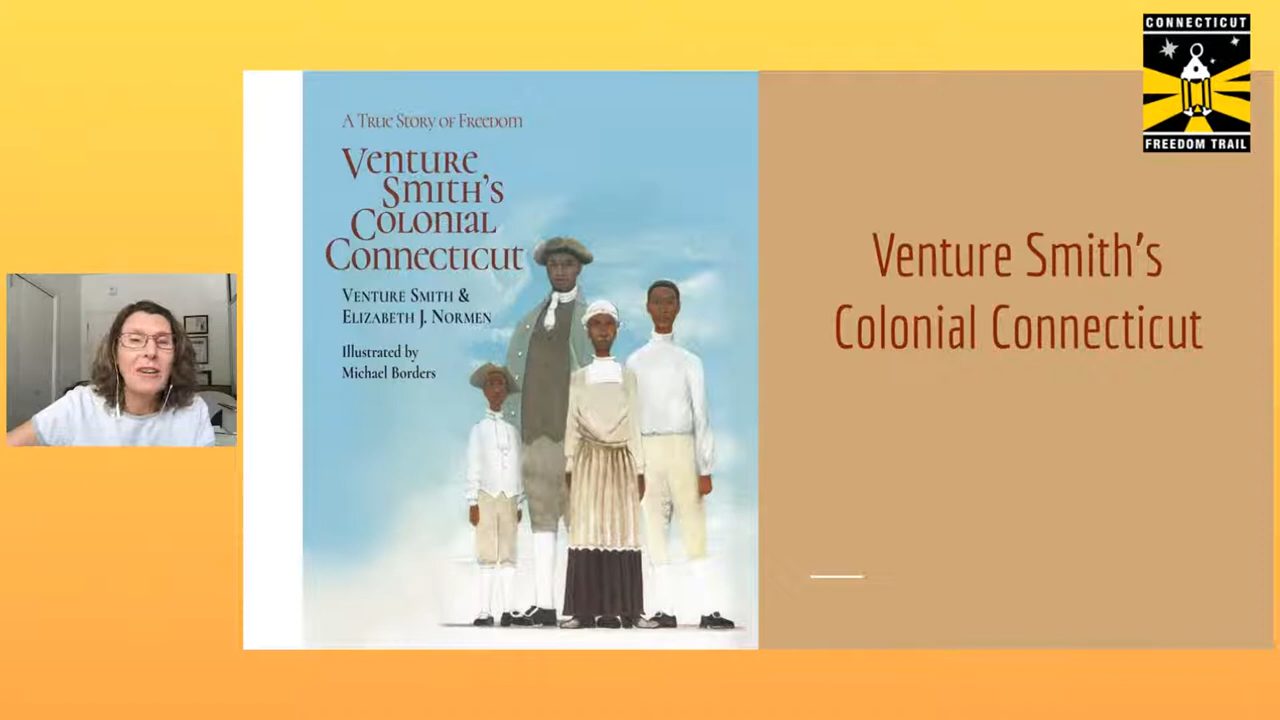 CONNECTICUT
FREEDOM TRAIL
A True Story of Freedom
Venture
Smith's
Colonial
Connecticut
Venture Smith &
Elizabeth J. Normen
Illustrated by
Michael Borders
Venture Smith's
Colonial Connecticut